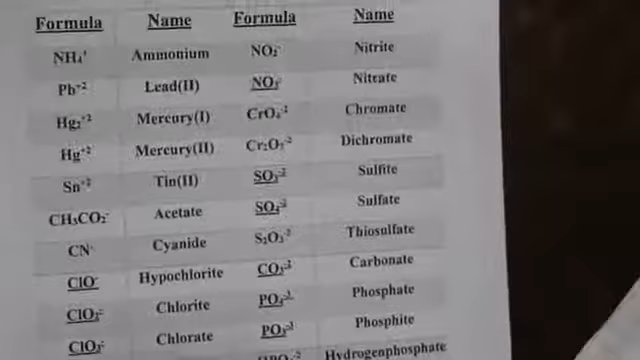 Formula Name Formula Name
NH₄⁺ Ammonium NO₂⁻ Nitrite
Pb⁺² Lead(II) NO₃⁻ Nitrate
Hg₂⁺² Mercury(I) CrO₄⁻² Chromate
Hg⁺² Mercury(II) Cr₂O₇⁻² Dichromate
Sn⁺² Tin(II) SO₃⁻² Sulfite
CH₃CO₂⁻ Acetate SO₄⁻² Sulfate
CN⁻ Cyanide S₂O₃⁻² Thiosulfate
ClO⁻ Hypochlorite CO₃⁻² Carbonate
ClO₂⁻ Chlorite PO₄⁻³ Phosphate
ClO₃⁻ Chlorate PO₃⁻³ Phosphite
Hydrogenphosphate